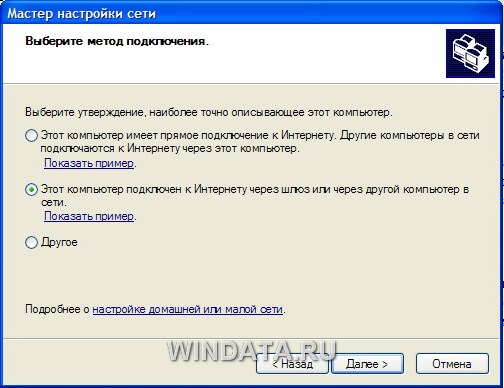 Мастер настройки сети
Выберите метод подключения.
Выберите утверждение, наиболее точно описывающее этот компьютер.
Этот компьютер имеет прямое подключение к Интернету. Другие компьютеры в сети
подключаются к Интернету через этот компьютер.
Показать пример.
Этот компьютер подключен к Интернету через шлюз или через другой компьютер в
сети.
Показать пример.
Другое
Подробнее о настройке домашней или малой сети.
WINDATA.RU
< Назад Далее > Отмена